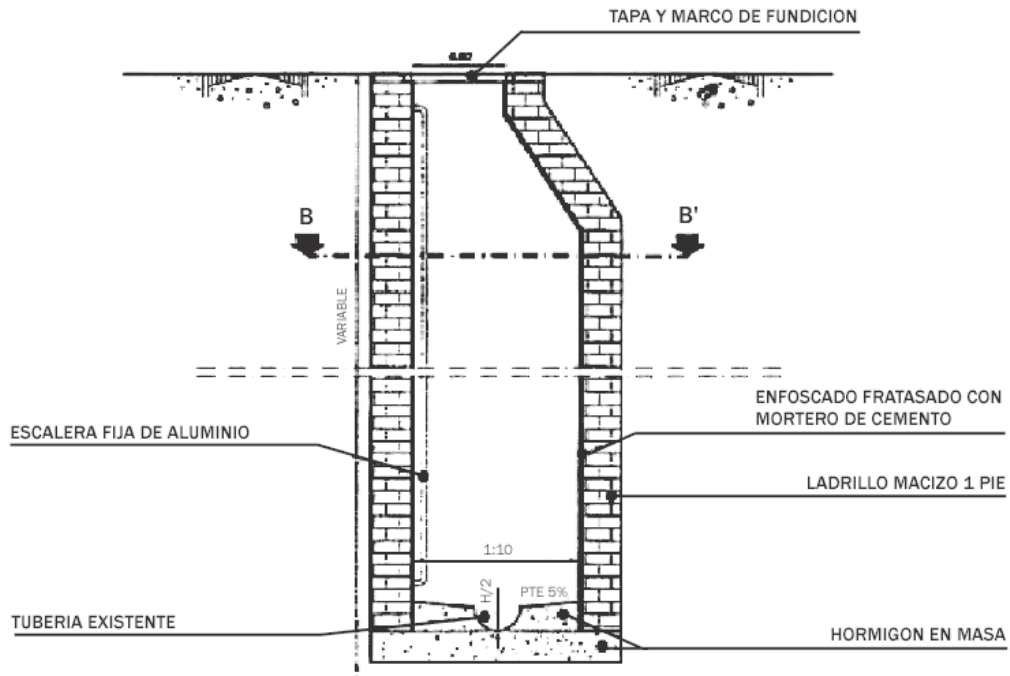 TAPA Y MARCO DE FUNDICION
B
B'
VARIABLE
ENFOSCADO FRATASADO CON
MORTERO DE CEMENTO
ESCALERA FIJA DE ALUMINIO
LADRILLO MACIZO 1 PIE
1:10
H/2
PTE 5%
TUBERIA EXISTENTE
HORMIGON EN MASA